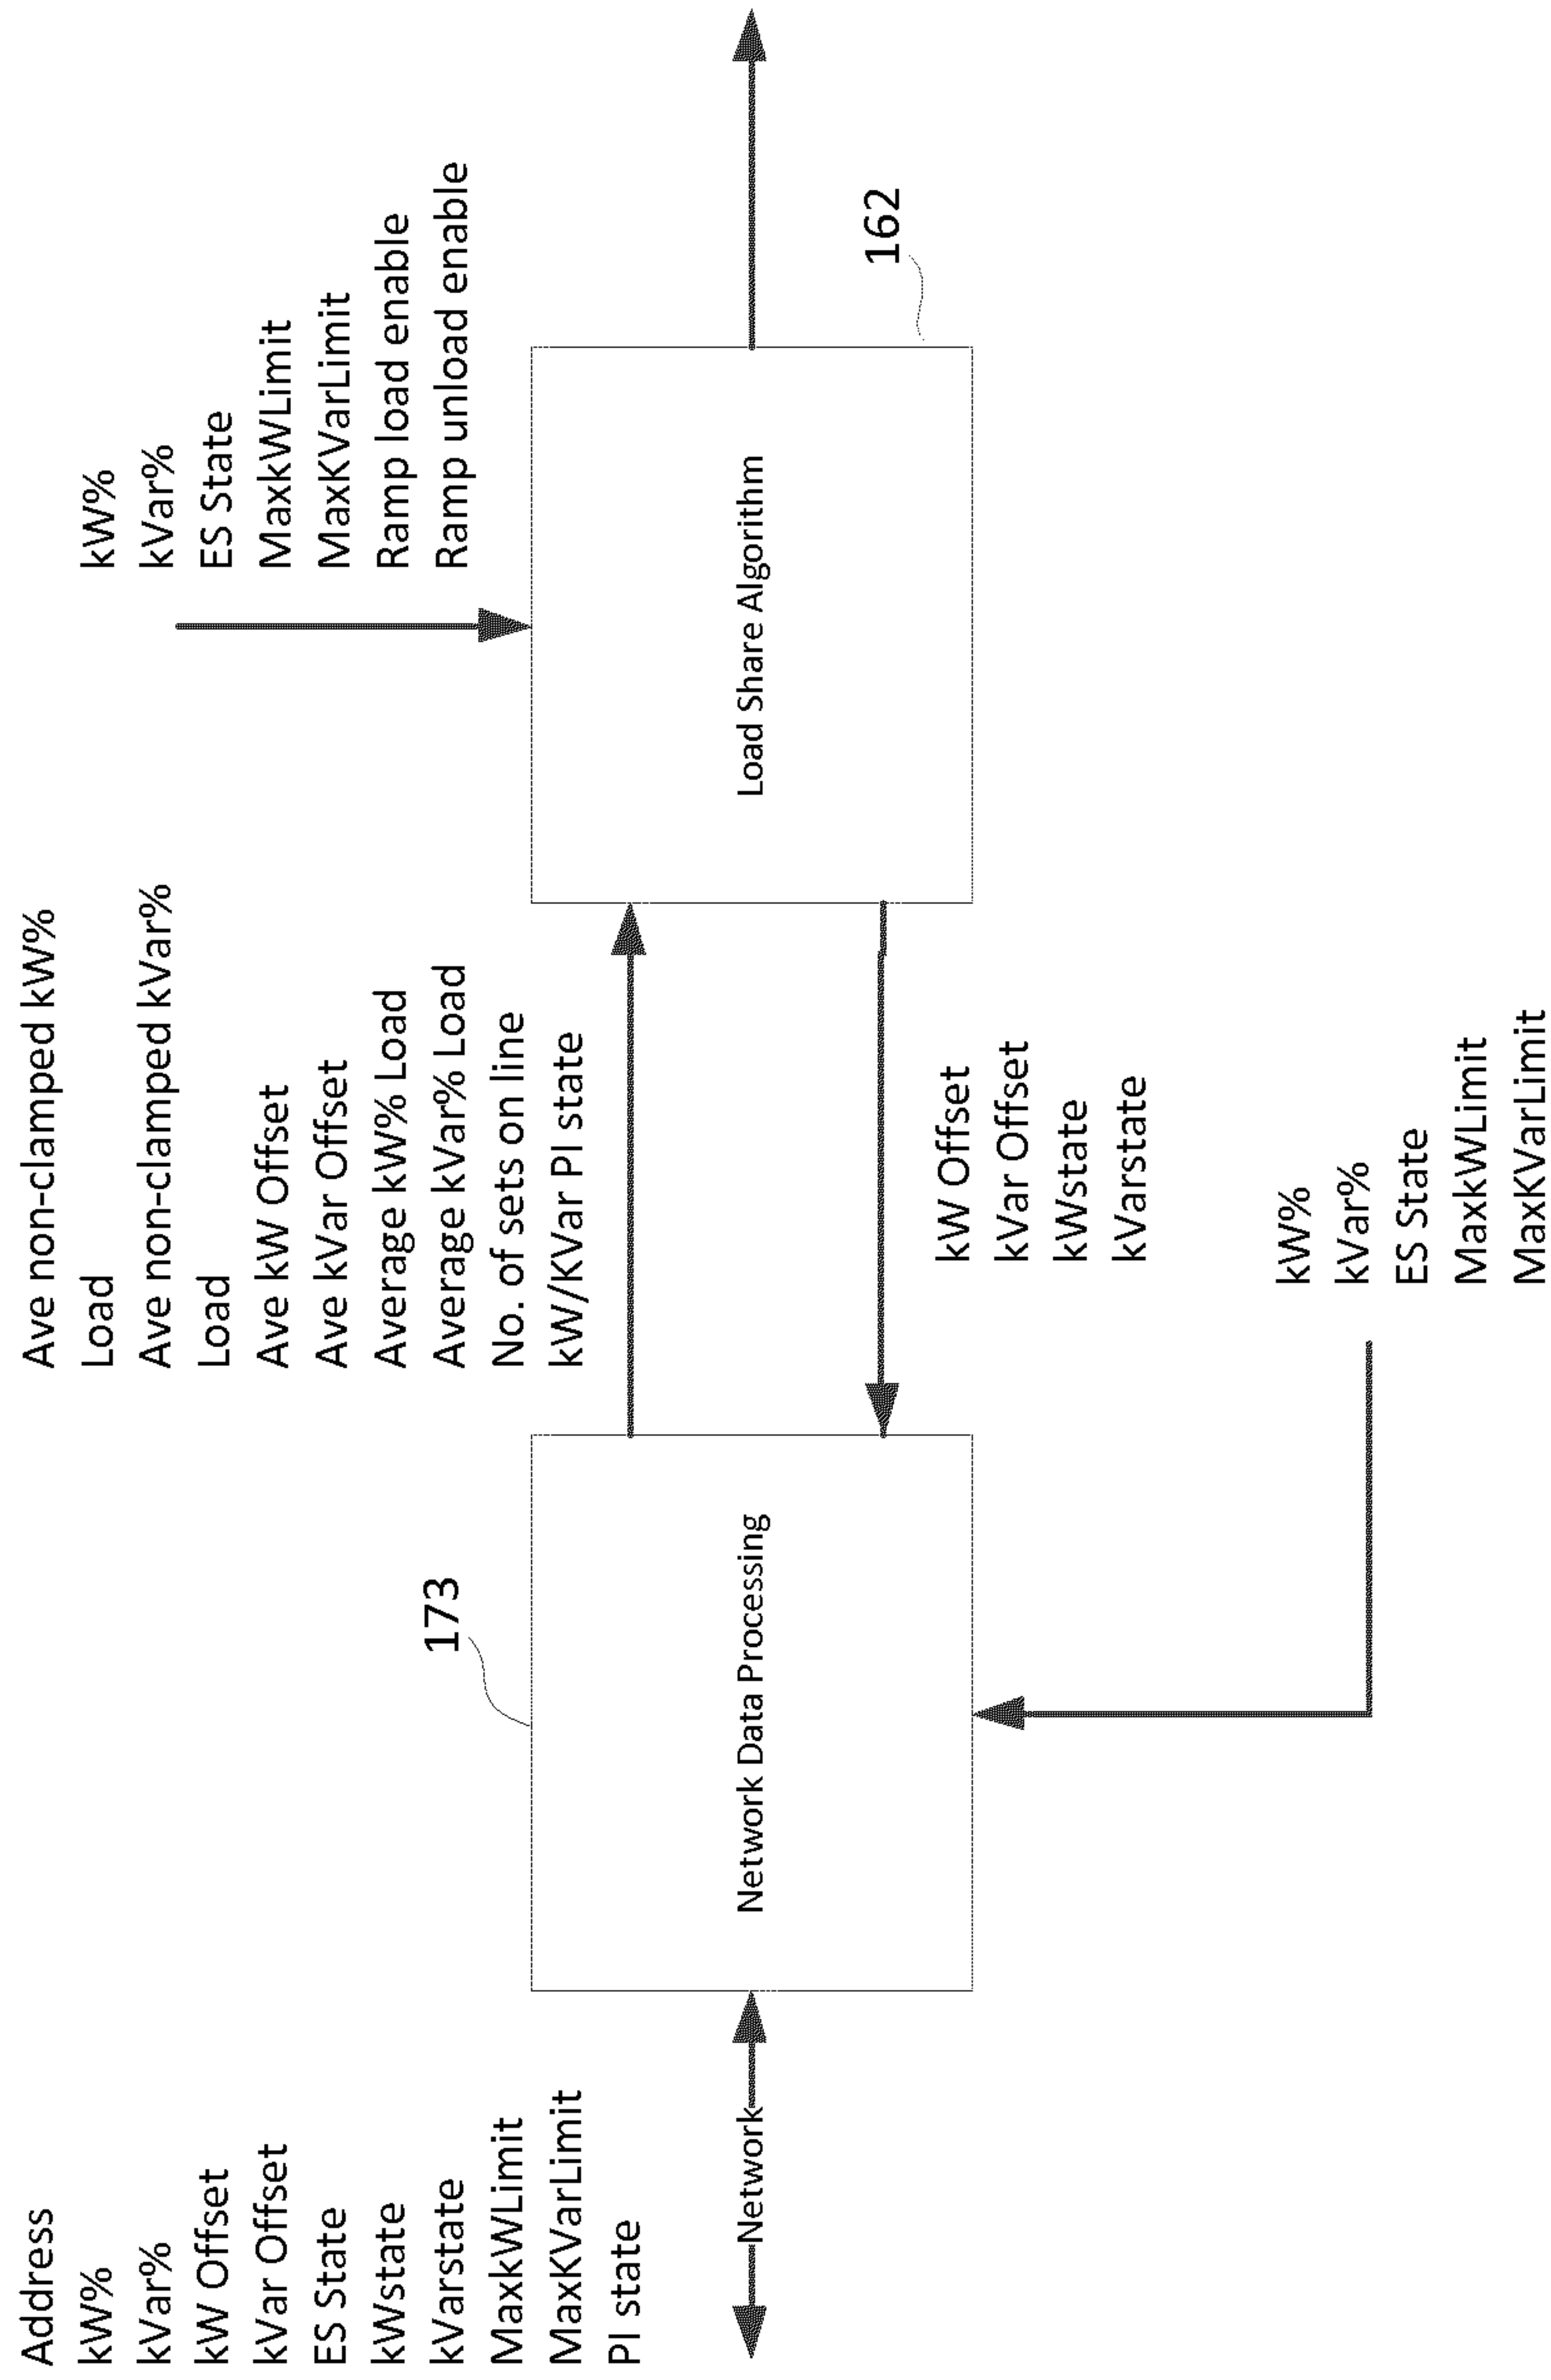 Address
kW%
kVar%
kW Offset
kVar Offset
ES State
kWstate
kVarstate
MaxkWLimit
MaxKVarLimit
PI state
Network
173
Network Data Processing
Ave non-clamped kW%
Load
Ave non-clamped kVar%
Load
Ave kW Offset
Ave kVar Offset
Average kW% Load
Average kVar% Load
No. of sets on line
kW/KVar PI state
kW Offset
kVar Offset
kWstate
kVarstate
kW%
kVar%
ES State
MaxkWLimit
MaxKVarLimit
kW%
kVar%
ES State
MaxkWLimit
MaxKVarLimit
Ramp load enable
Ramp unload enable
Load Share Algorithm
162